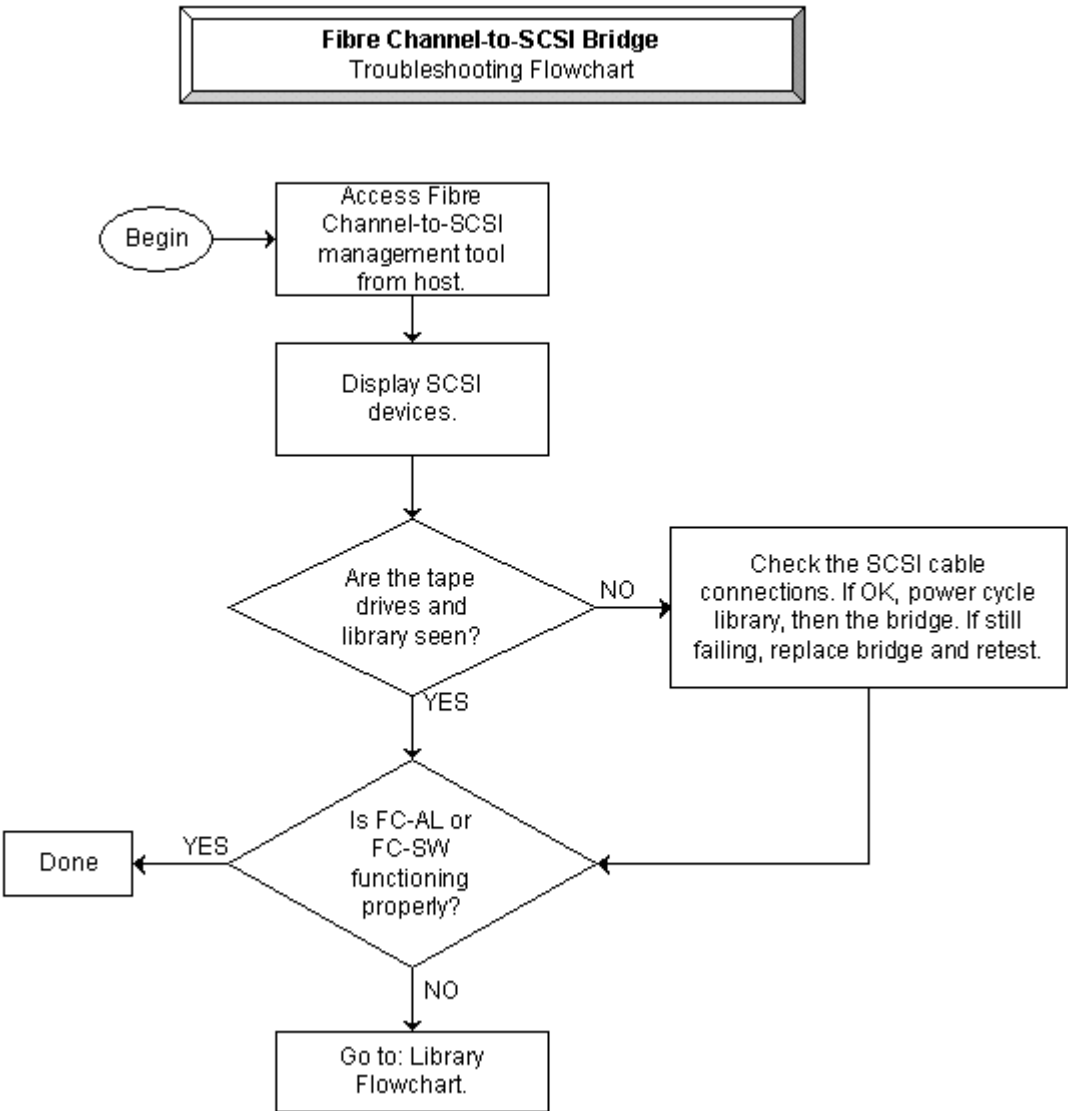 Fibre Channel-to-SCSI Bridge
Troubleshooting Flowchart
Begin
Access Fibre
Channel-to-SCSI
management tool
from host.
Display SCSI
devices.
Are the tape
drives and
library seen?
NO
Check the SCSI cable
connections. If OK, power cycle
library, then the bridge. If still
failing, replace bridge and retest.
YES
Is FC-AL or
FC-SW
functioning
properly?
YES
Done
NO
Go to: Library
Flowchart.